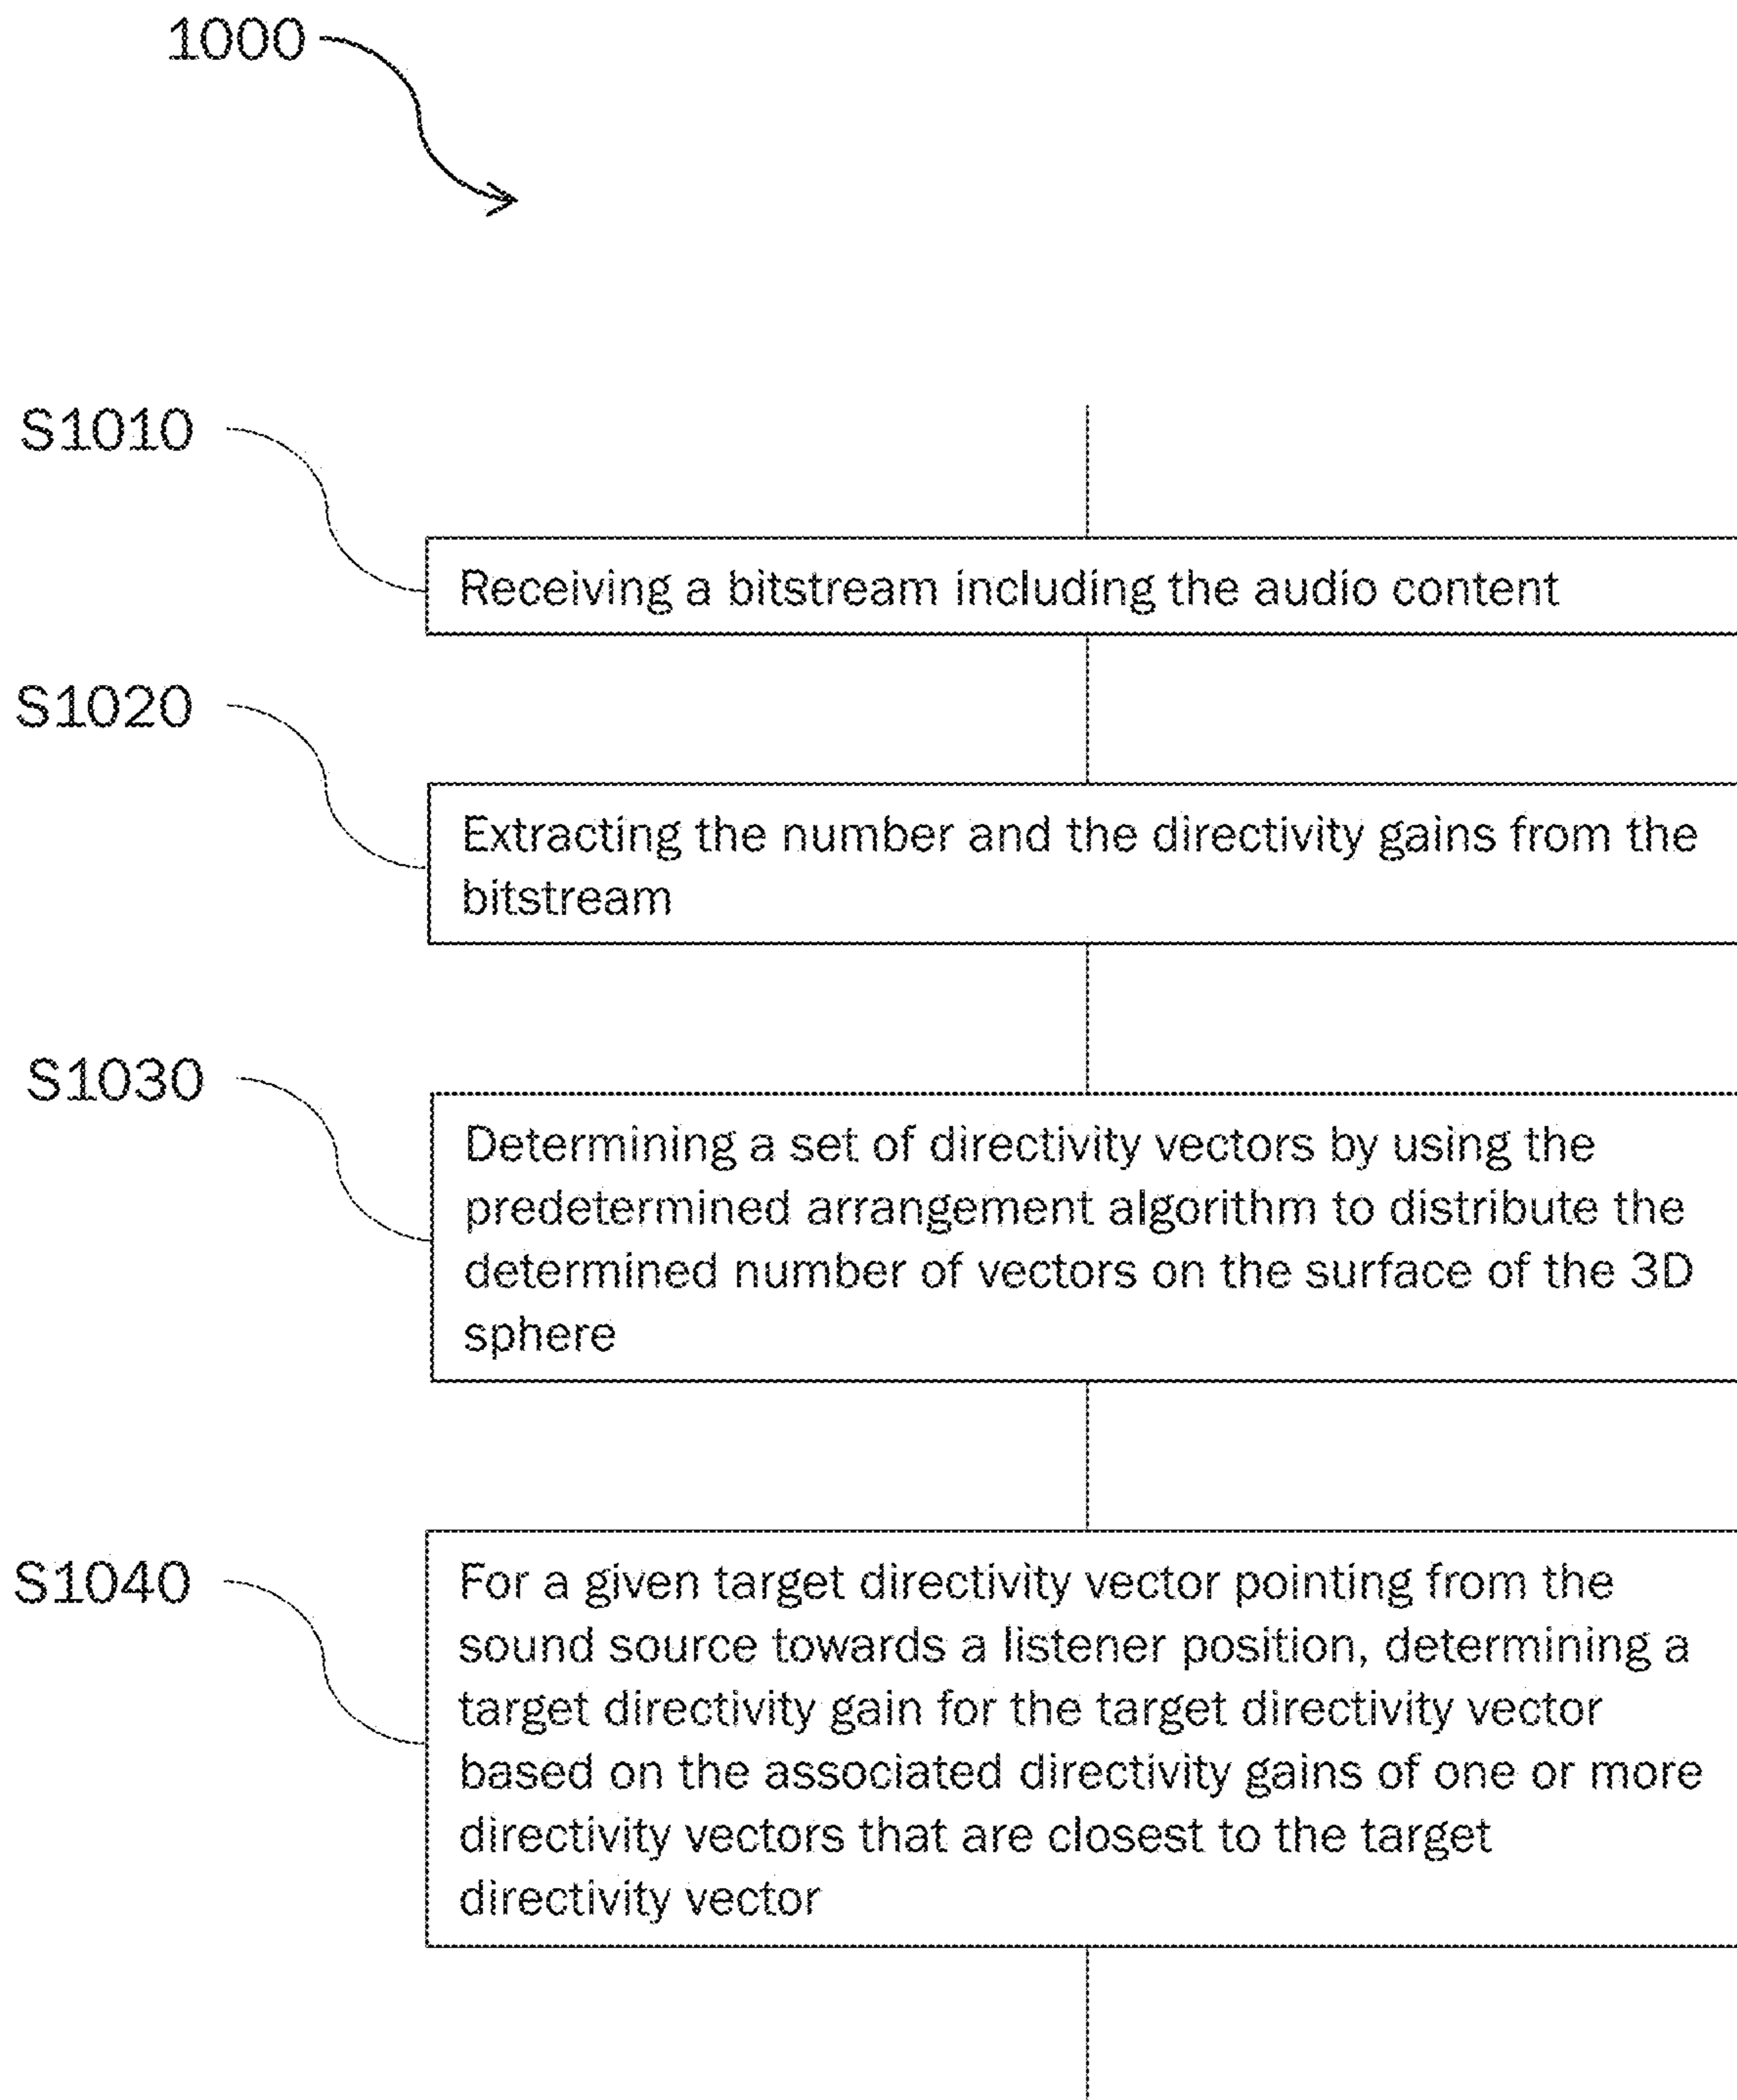 1000
S1010
Receiving a bitstream including the audio content
S1020
Extracting the number and the directivity gains from the
bitstream
S1030
Determining a set of directivity vectors by using the
predetermined arrangement algorithm to distribute the
determined number of vectors on the surface of the 3D
sphere
S1040
For a given target directivity vector pointing from the
sound source towards a listener position, determining a
target directivity gain for the target directivity vector
based on the associated directivity gains of one or more
directivity vectors that are closest to the target
directivity vector